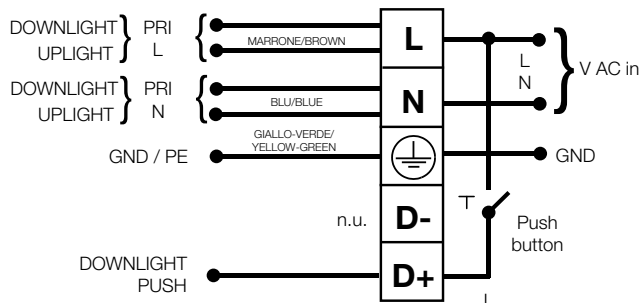 DOWNLIGHT } PRI {
UPLIGHT L
MARRONE/BROWN
L
L
N
} V AC in
DOWNLIGHT } PRI {
UPLIGHT N
BLU/BLUE
N
GIALLO-VERDE/
YELLOW-GREEN
GND / PE
GND
n.u.
D-
Push
button
DOWNLIGHT
PUSH
D+